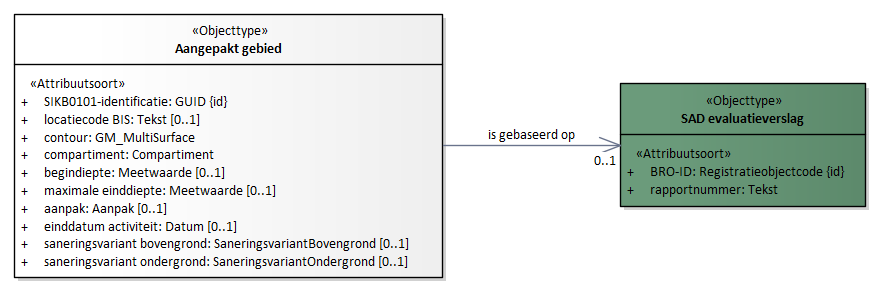 «Objecttype»
Aangepakt gebied
«Attribuutsoort»
+ SIKB0101-identificatie: GUID {id}
+ locatiecode BIS: Tekst [0..1]
+ contour: GM_MultiSurface
+ compartiment: Compartiment
+ begindiepte: Meetwaarde [0..1]
+ maximale einddiepte: Meetwaarde [0..1]
+ aanpak: Aanpak [0..1]
+ einddatum activiteit: Datum [0..1]
+ saneringsvariant bovengrond: SaneringsvariantBovengrond [0..1]
+ saneringsvariant ondergrond: SaneringsvariantOndergrond [0..1]
is gebaseerd op
0..1
«Objecttype»
SAD evaluatieverslag
«Attribuutsoort»
+ BRO-ID: Registratieobjectcode {id}
+ rapportnummer: Tekst